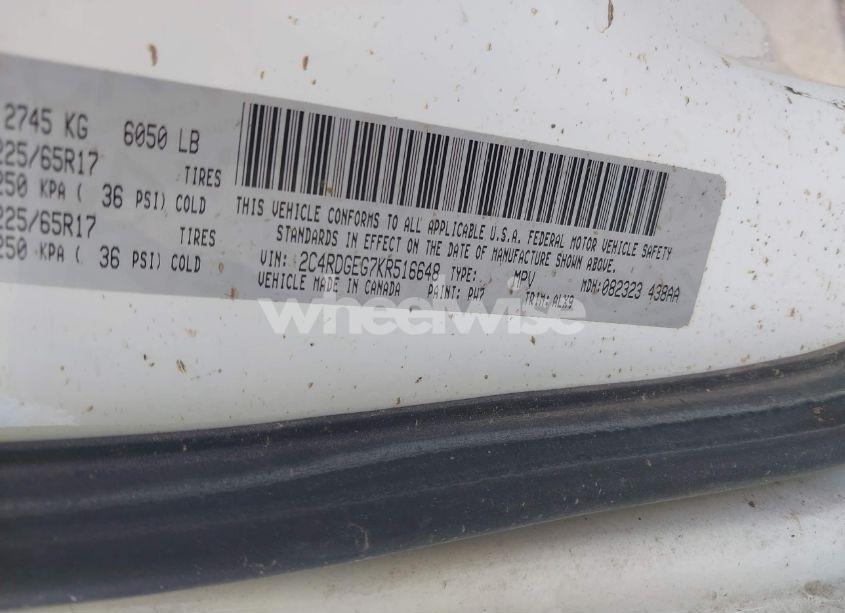 2745 KG 6050 LB
225/65R17 TIRES
250 KPA ( 36 PSI) COLD
225/65R17 TIRES
250 KPA ( 36 PSI) COLD
THIS VEHICLE CONFORMS TO ALL APPLICABLE U.S.A. FEDERAL MOTOR VEHICLE SAFETY
STANDARDS IN EFFECT ON THE DATE OF MANUFACTURE SHOWN ABOVE.
VIN: 2C4RDGEG7KR516648 TYPE: MPV MDH: 082323 438AA
VEHICLE MADE IN CANADA PAINT: PW7 TRIM: ALX9
wheelwise